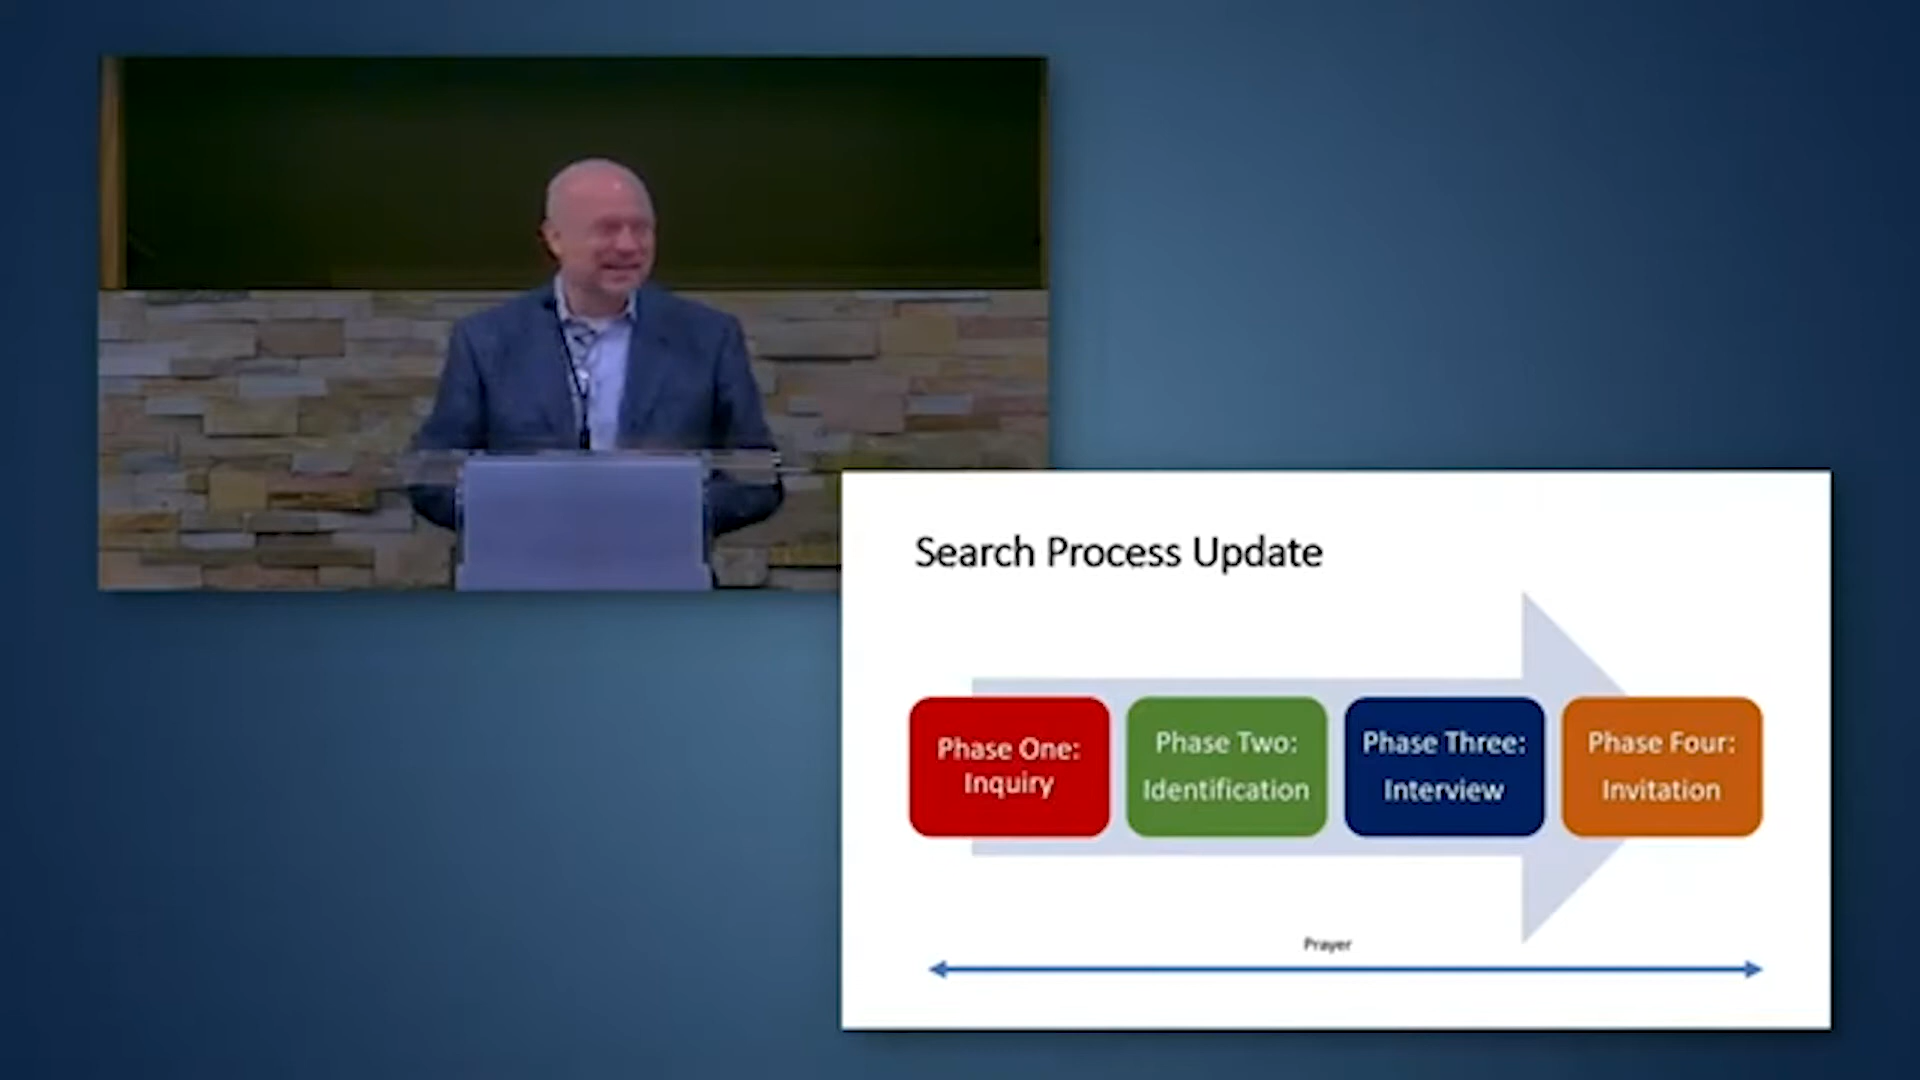 Search Process Update
Phase One:
Inquiry
Phase Two:
Identification
Phase Three:
Interview
Phase Four:
Invitation
Prayer